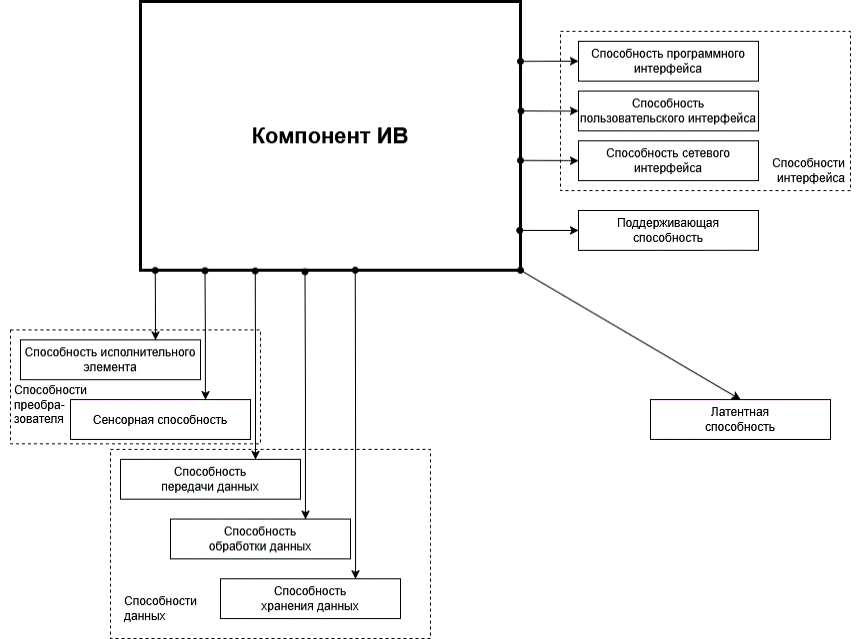 Компонент ИВ
Способность программного
интерфейса
Способность
пользовательского интерфейса
Способность сетевого
интерфейса
Способности
интерфейса
Поддерживающая
способность
Способность исполнительного
элемента
Способности
преобра-
зователя
Сенсорная способность
Латентная
способность
Способность
передачи данных
Способность
обработки данных
Способность
хранения данных
Способности
данных